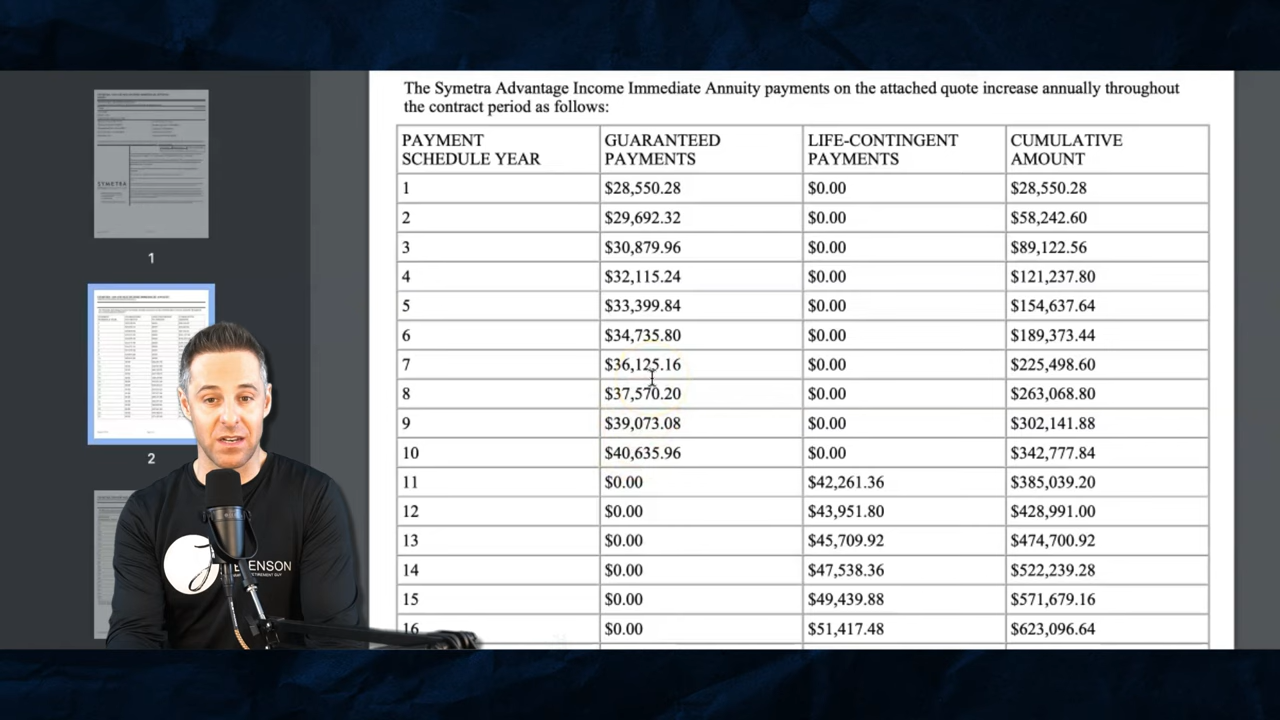 The Symetra Advantage Income Immediate Annuity payments on the attached quote increase annually throughout
the contract period as follows:
PAYMENT SCHEDULE YEAR GUARANTEED PAYMENTS LIFE-CONTINGENT PAYMENTS CUMULATIVE AMOUNT
1 $28,550.28 $0.00 $28,550.28
2 $29,692.32 $0.00 $58,242.60
3 $30,879.96 $0.00 $89,122.56
4 $32,115.24 $0.00 $121,237.80
5 $33,399.84 $0.00 $154,637.64
6 $34,735.80 $0.00 $189,373.44
7 $36,125.16 $0.00 $225,498.60
8 $37,570.20 $0.00 $263,068.80
9 $39,073.08 $0.00 $302,141.88
10 $40,635.96 $0.00 $342,777.84
11 $0.00 $42,261.36 $385,039.20
12 $0.00 $43,951.80 $428,991.00
13 $0.00 $45,709.92 $474,700.92
14 $0.00 $47,538.36 $522,239.28
15 $0.00 $49,439.88 $571,679.16
16 $0.00 $51,417.48 $623,096.64
SYMETRA
1
2
ENSON
RETIREMENT GUY